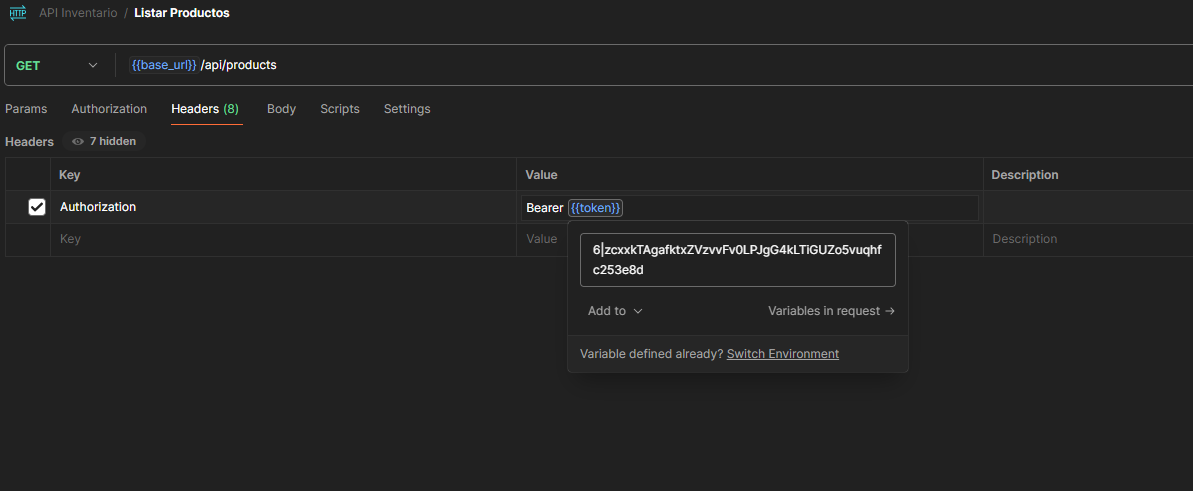 HTTP API Inventario / Listar Productos
GET {{base_url}} /api/products
Params Authorization Headers (8) Body Scripts Settings
Headers 7 hidden
Key Value Description
Authorization Bearer {{token}}
Key Value Description
6|zcxxkTAgafktxZVzvvFv0LPJgG4kLTiGUZo5vuqhf
c253e8d
Add to Variables in request →
Variable defined already? Switch Environment